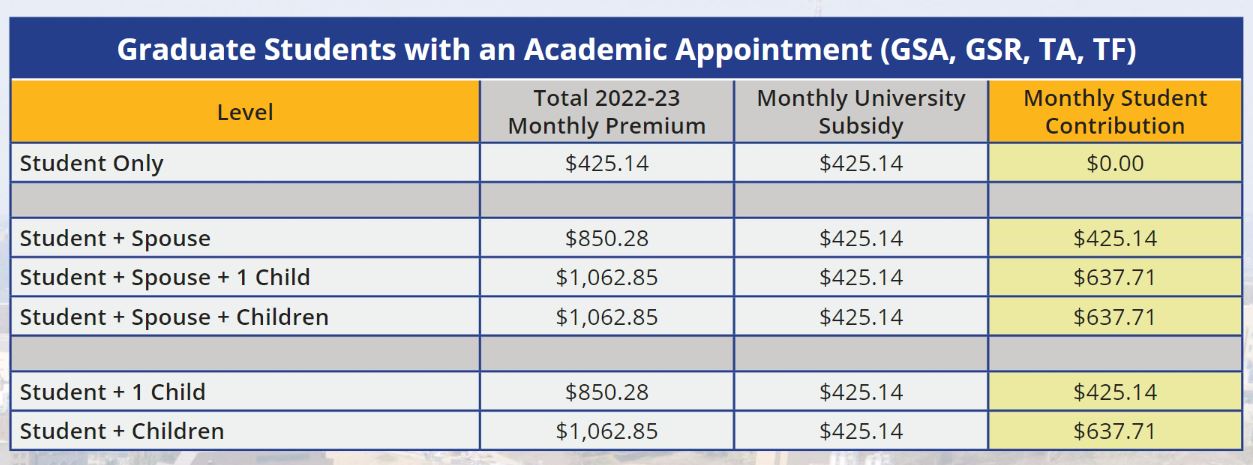 Graduate Students with an Academic Appointment (GSA, GSR, TA, TF)
Level
Total 2022-23
Monthly Premium
Monthly University
Subsidy
Monthly Student
Contribution
Student Only $425.14 $425.14 $0.00
Student + Spouse $850.28 $425.14 $425.14
Student + Spouse + 1 Child $1,062.85 $425.14 $637.71
Student + Spouse + Children $1,062.85 $425.14 $637.71
Student + 1 Child $850.28 $425.14 $425.14
Student + Children $1,062.85 $425.14 $637.71